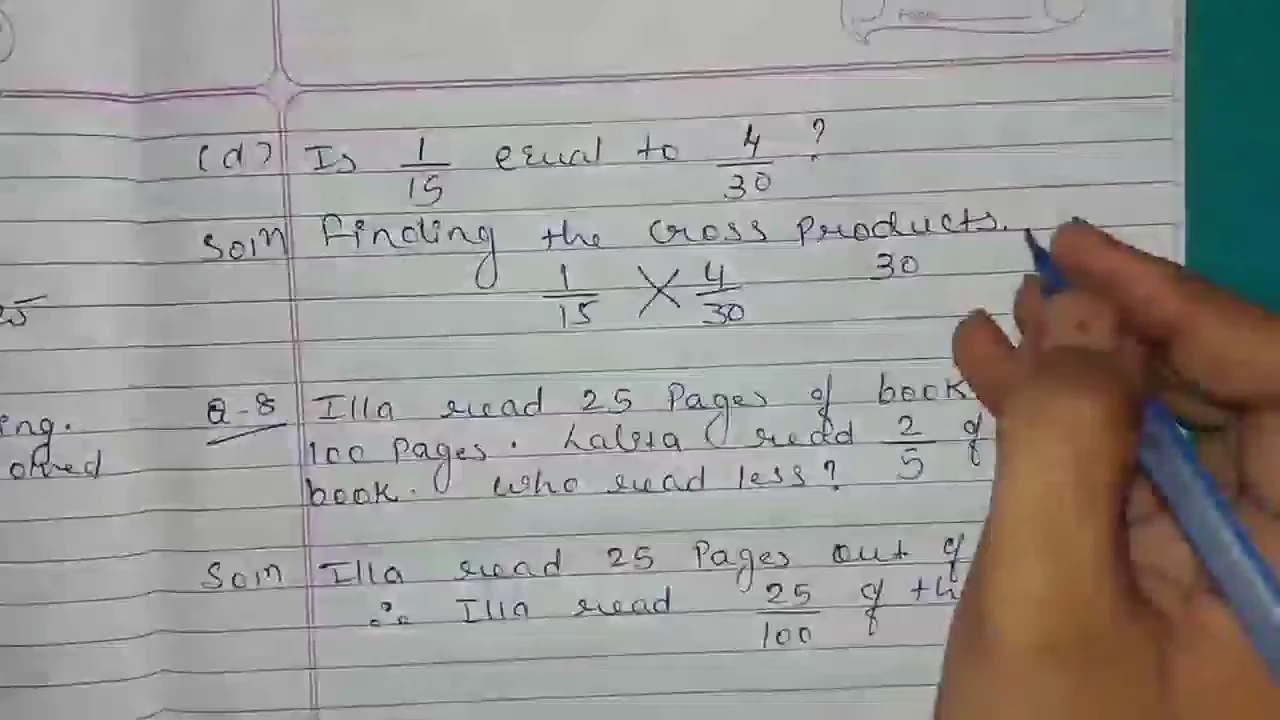 (d) Is 1/15 equal to 4/30 ?
Soln Finding the cross products.
1/15 X 4/30 30
ing.
Q-8 Illa read 25 Pages of book
100 pages. Lalita read 2/5 of
book. Who read less?
Soln Illa read 25 Pages out of
∴ Illa read 25/100 of th